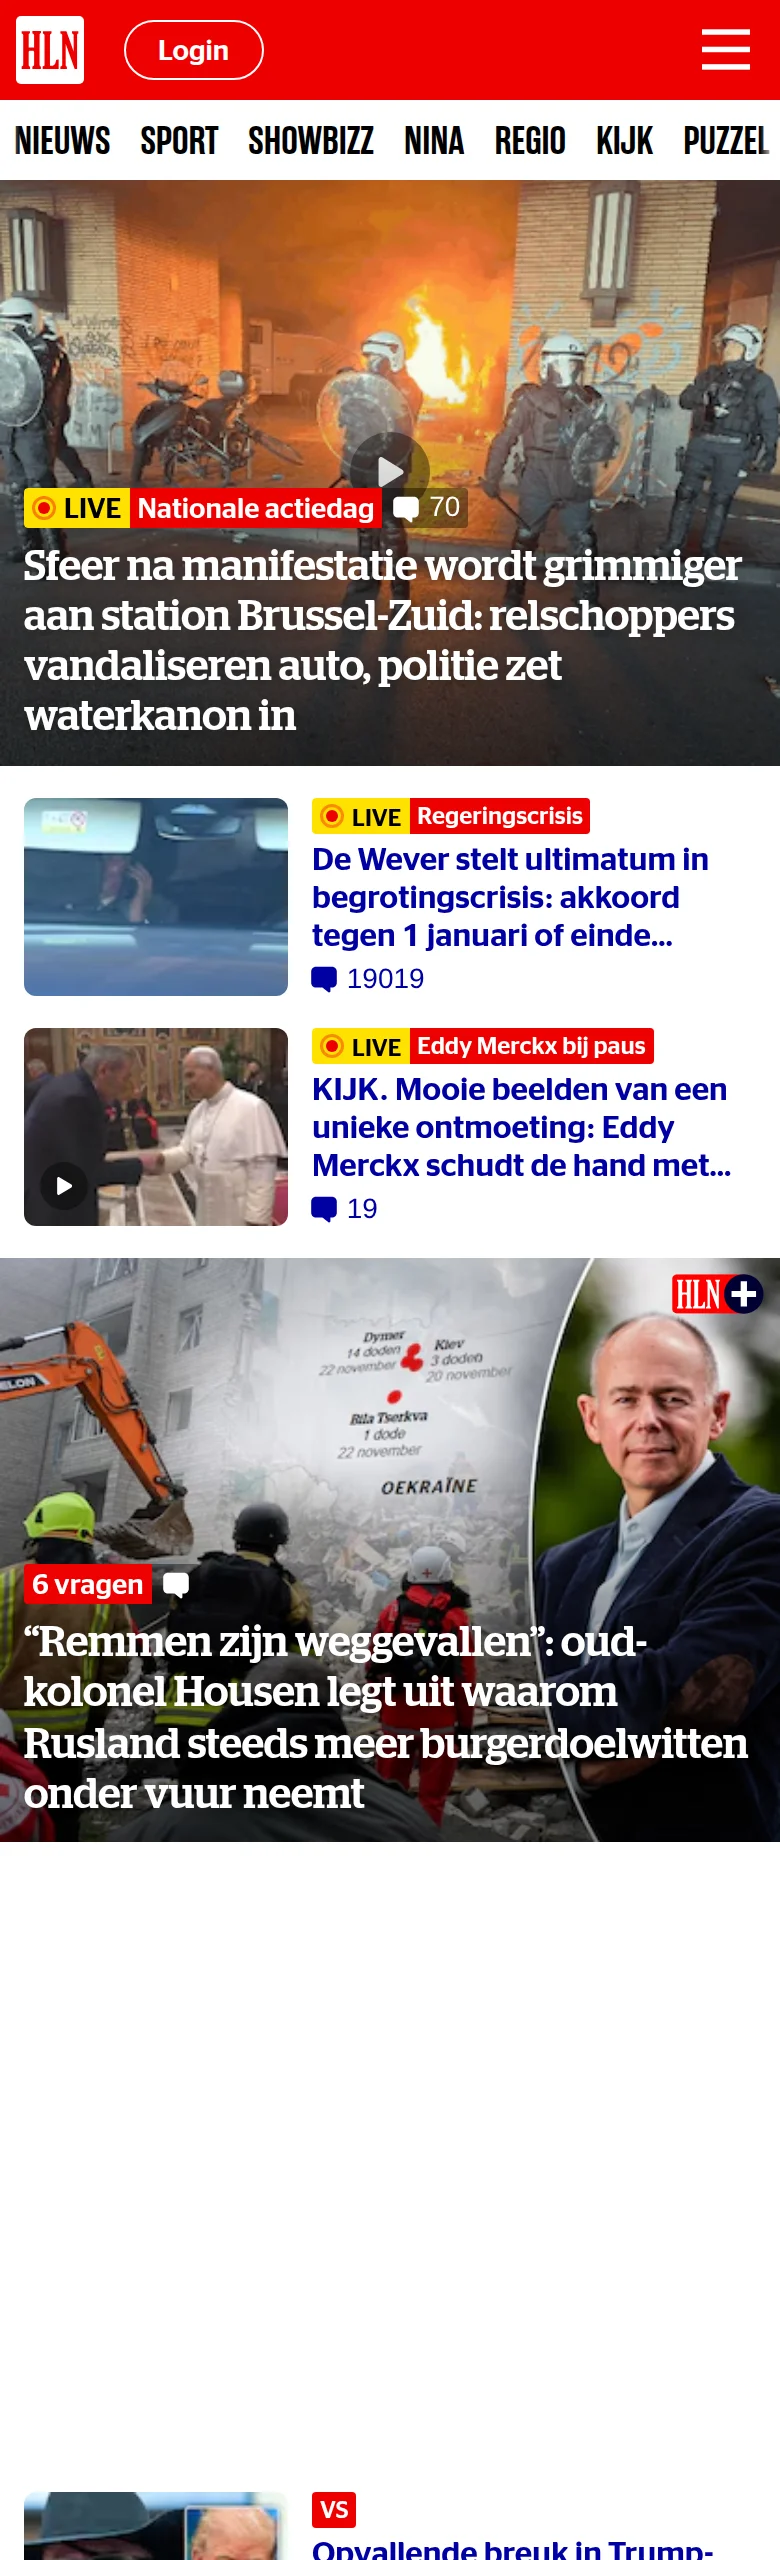 HLN
Login
NIEUWS SPORT SHOWBIZZ NINA REGIO KIJK PUZZEL
LIVE Nationale actiedag 70
Sfeer na manifestatie wordt grimmiger
aan station Brussel-Zuid: relschoppers
vandaliseren auto, politie zet
waterkanon in
LIVE Regeringscrisis
De Wever stelt ultimatum in
begrotingscrisis: akkoord
tegen 1 januari of einde...
19019
LIVE Eddy Merckx bij paus
KIJK. Mooie beelden van een
unieke ontmoeting: Eddy
Merckx schudt de hand met...
19
HLN
Dymer
14 doden
22 november
Kiev
3 doden
20 november
Bila Tserkva
1 dode
22 november
OEKRAÏNE
ELON
6 vragen
“Remmen zijn weggevallen”: oud-
kolonel Housen legt uit waarom
Rusland steeds meer burgerdoelwitten
onder vuur neemt
VS
Opvallende breuk in Trump-